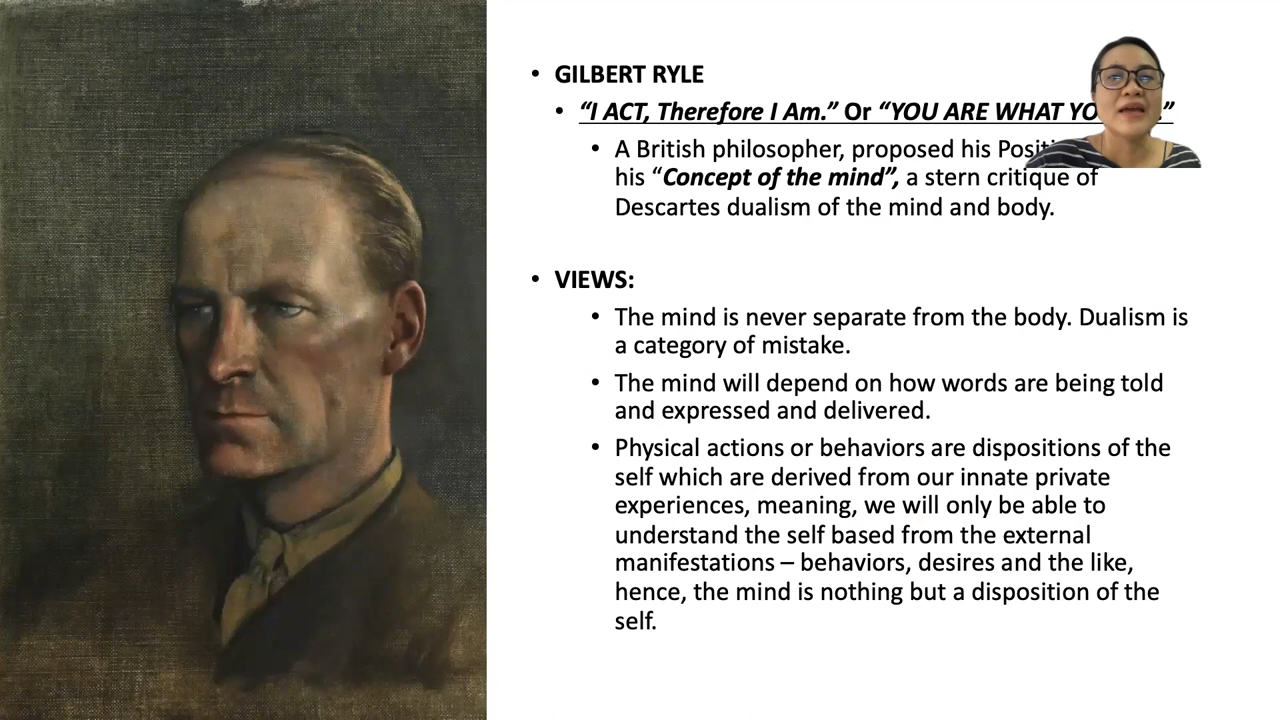 • GILBERT RYLE
• “I ACT, Therefore I Am.” Or “YOU ARE WHAT ”
• A British philosopher, proposed his
his “Concept of the mind”, a stern critique of
Descartes dualism of the mind and body.
• VIEWS:
• The mind is never separate from the body. Dualism is
a category of mistake.
• The mind will depend on how words are being told
and expressed and delivered.
• Physical actions or behaviors are dispositions of the
self which are derived from our innate private
experiences, meaning, we will only be able to
understand the self based from the external
manifestations – behaviors, desires and the like,
hence, the mind is nothing but a disposition of the
self.